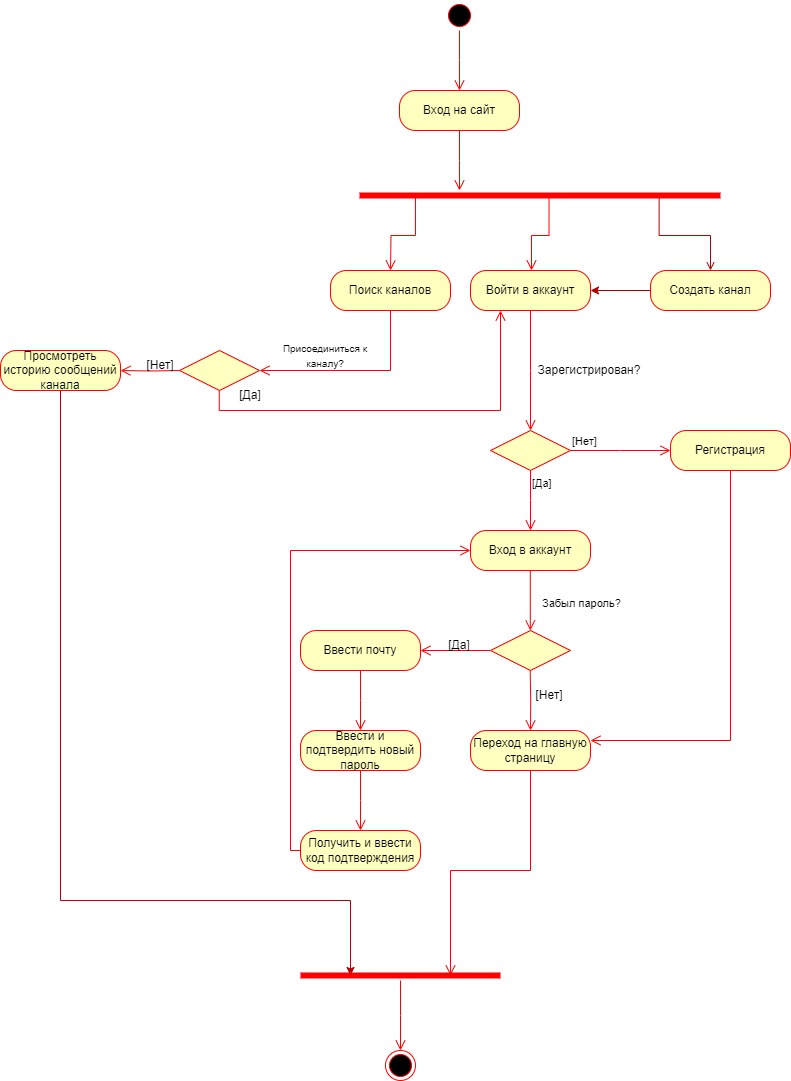 Вход на сайт
Поиск каналов
Войти в аккаунт
Создать канал
Присоединиться к
каналу?
[Нет]
Просмотреть
историю сообщений
канала
[Да]
Зарегистрирован?
[Нет]
Регистрация
[Да]
Вход в аккаунт
Забыл пароль?
[Да]
Ввести почту
[Нет]
Ввести и
подтвердить новый
пароль
Переход на главную
страницу
Получить и ввести
код подтверждения